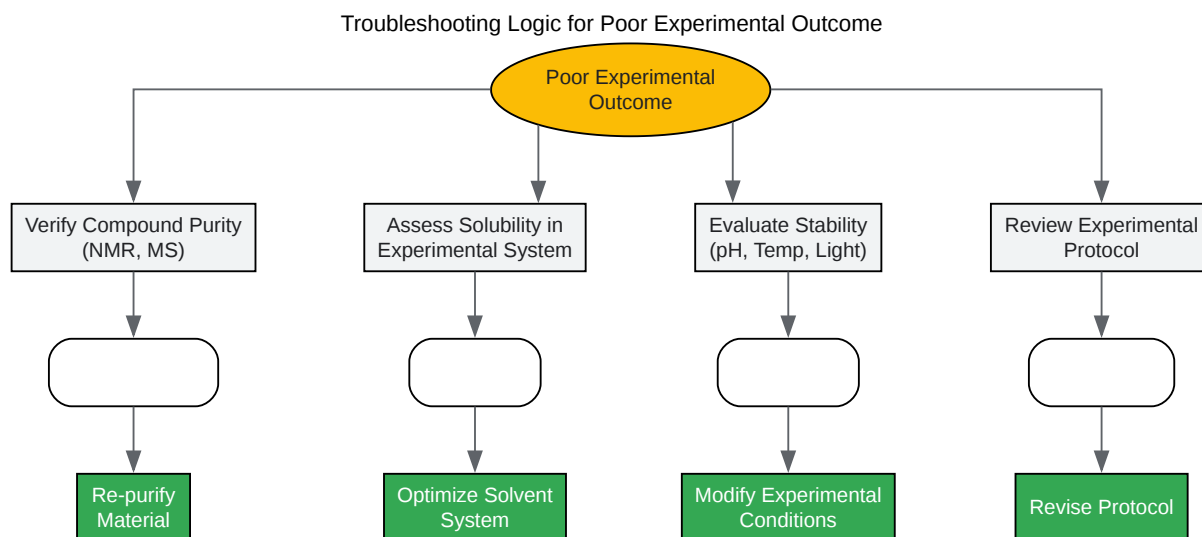 Troubleshooting Logic for Poor Experimental Outcome
Poor Experimental
Outcome
Verify Compound Purity
(NMR, MS)
Assess Solubility in
Experimental System
Evaluate Stability
(pH, Temp, Light)
Review Experimental
Protocol
Re-purify
Material
Optimize Solvent
System
Modify Experimental
Conditions
Revise Protocol